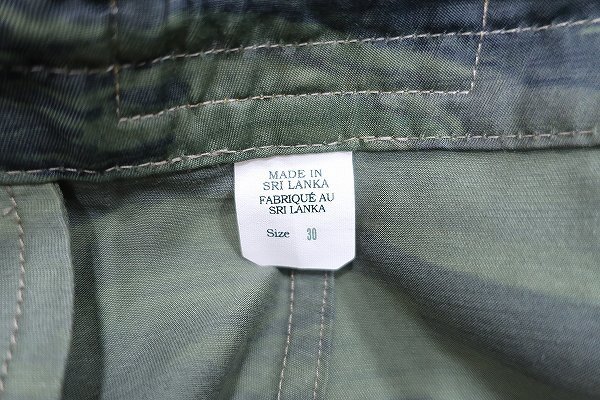 MADE IN
SRI LANKA
FABRIQUÉ AU
SRI LANKA
Size 30